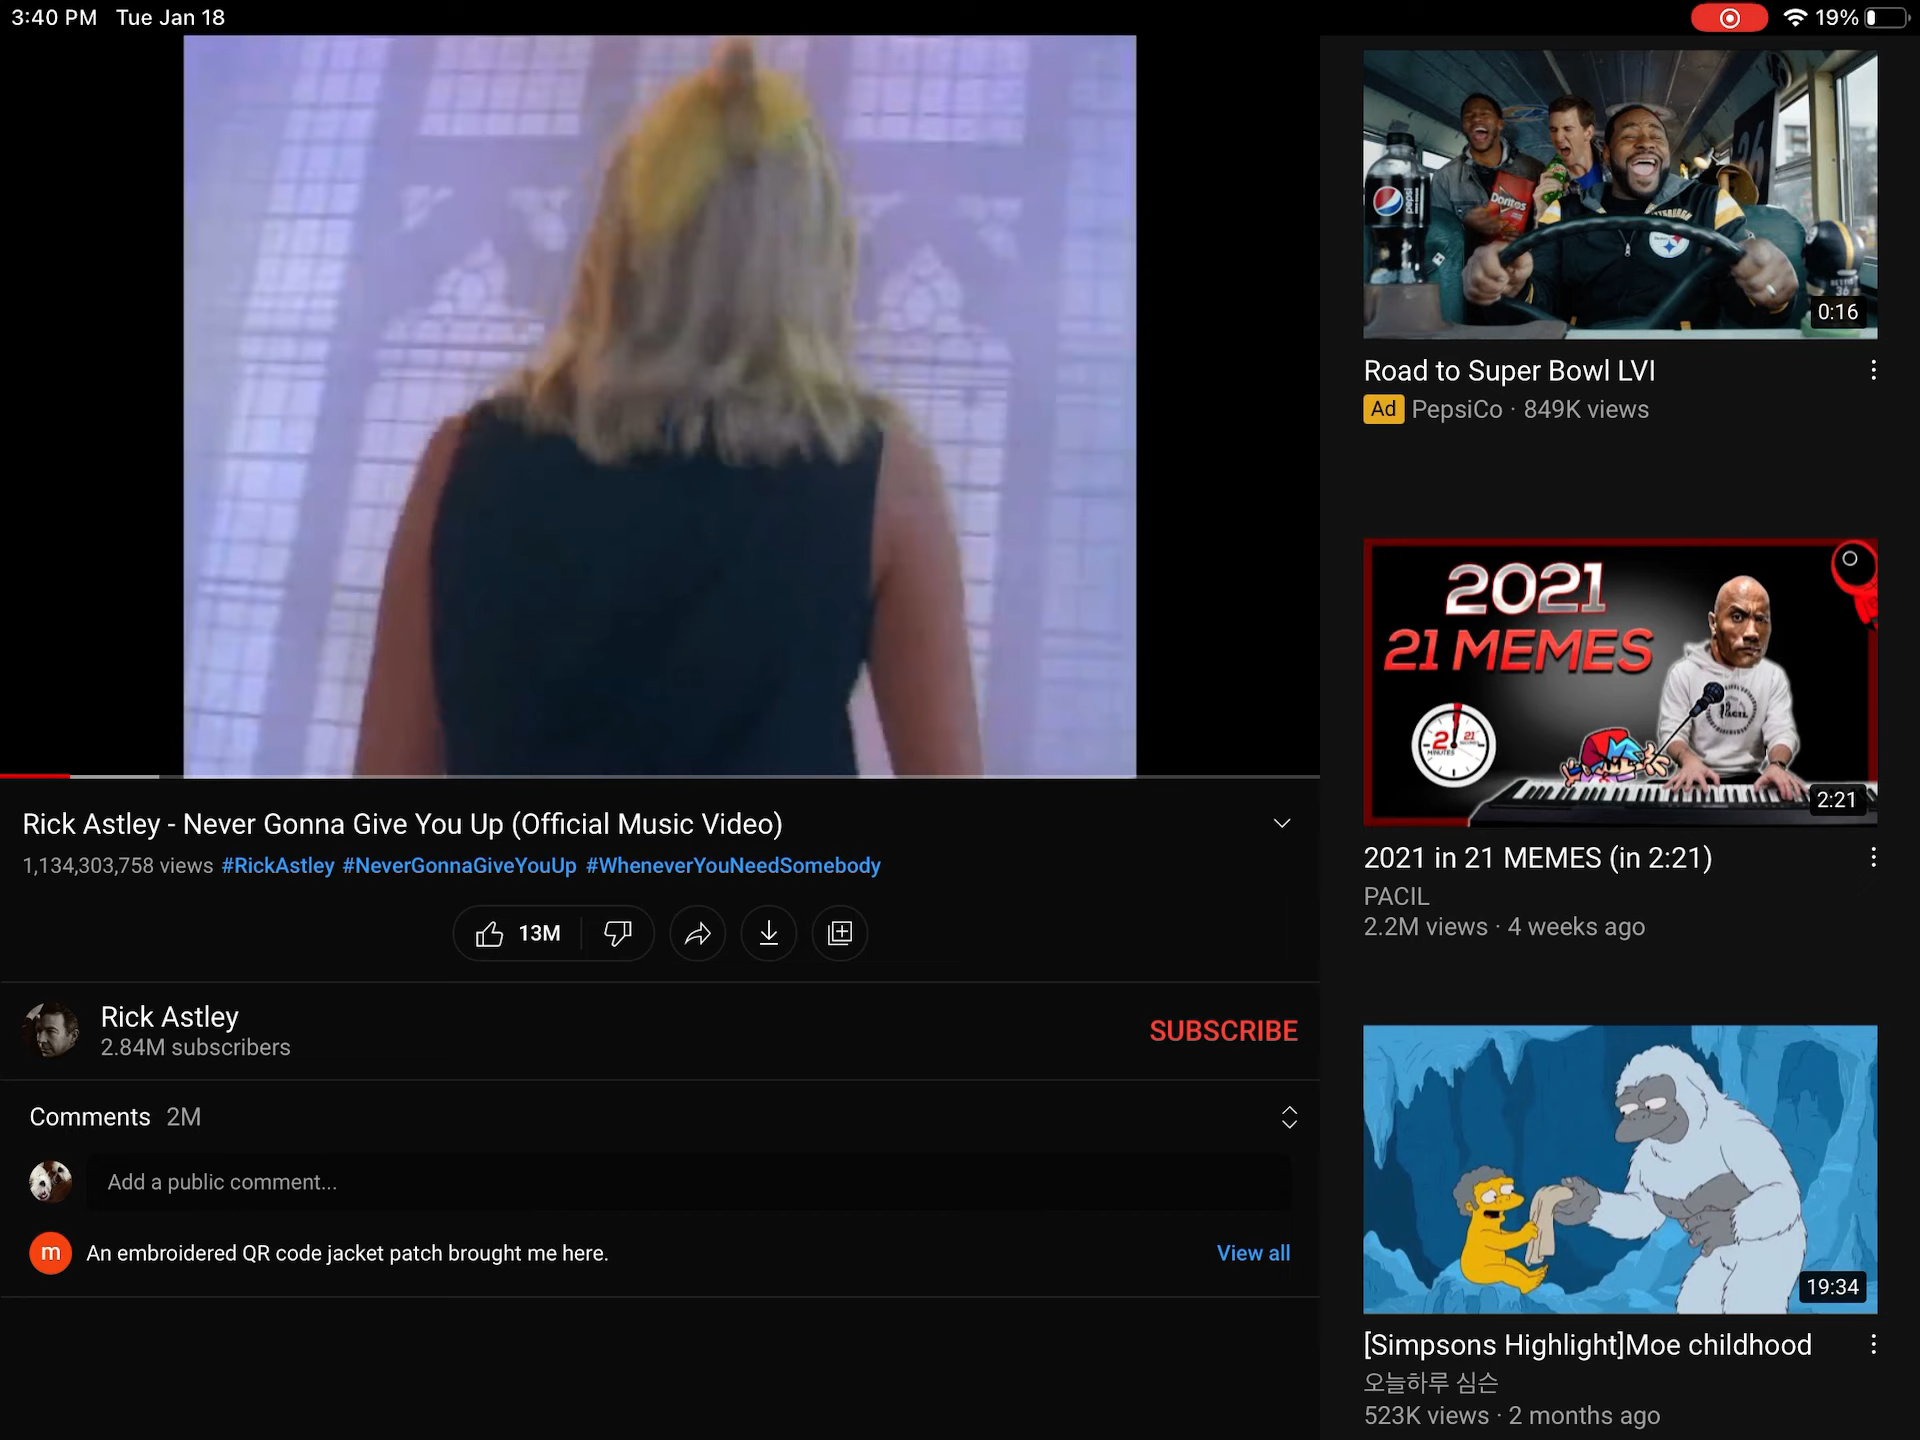 3:40 PM Tue Jan 18
19%
Rick Astley - Never Gonna Give You Up (Official Music Video)
1,134,303,758 views #RickAstley #NeverGonnaGiveYouUp #WheneverYouNeedSomebody
13M
Rick Astley
2.84M subscribers
SUBSCRIBE
Comments 2M
Add a public comment...
m
An embroidered QR code jacket patch brought me here.
View all
pepsi
Doritos
0:16
Road to Super Bowl LVI
Ad PepsiCo · 849K views
2021
21 MEMES
2 21
MINUTES
2:21
2021 in 21 MEMES (in 2:21)
PACIL
2.2M views · 4 weeks ago
19:34
[Simpsons Highlight]Moe childhood
오늘하루 심슨
523K views · 2 months ago